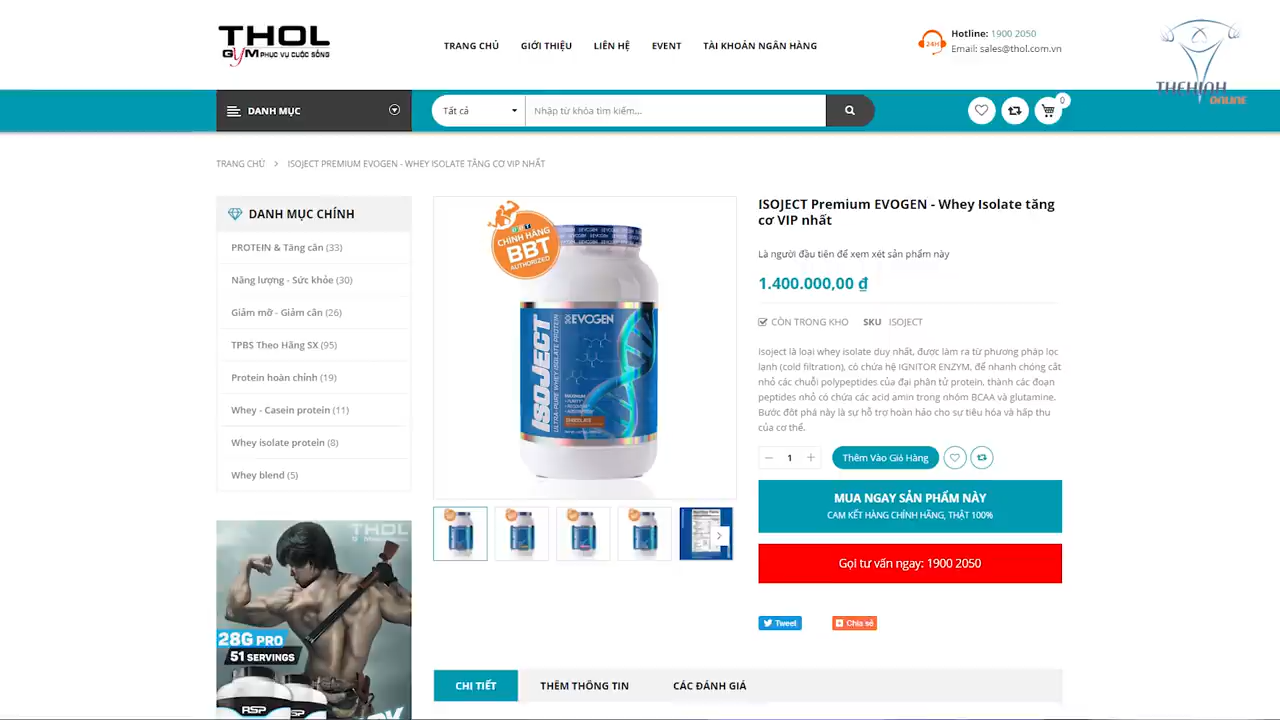 THOL
GYM PHỤC VỤ CUỘC SỐNG
TRANG CHỦ GIỚI THIỆU LIÊN HỆ EVENT TÀI KHOẢN NGÂN HÀNG
24H
Hotline: 1900 2050
Email: sales@thol.com.vn
THEHINH
ONLINE
DANH MỤC
Tất cả
Nhập từ khóa tìm kiếm...
0
TRANG CHỦ > ISOJECT PREMIUM EVOGEN - WHEY ISOLATE TĂNG CƠ VIP NHẤT
DANH MỤC CHÍNH
PROTEIN & Tăng cân (33)
Năng lượng - Sức khỏe (30)
Giảm mỡ - Giảm cân (26)
TPBS Theo Hãng SX (95)
Protein hoàn chỉnh (19)
Whey - Casein protein (11)
Whey isolate protein (8)
Whey blend (5)
THOL
28G PRO
51 SERVINGS
RSP
CHÍNH HÃNG
BBT
AUTHORIZED
EVOGEN
ISOJECT
ULTRA-PURE WHEY ISOLATE PROTEIN
CHOCOLATE
ISOJECT Premium EVOGEN - Whey Isolate tăng
cơ VIP nhất
Là người đầu tiên để xem xét sản phẩm này
1.400.000,00 ₫
CÒN TRONG KHO SKU ISOJECT
Isoject là loại whey isolate duy nhất, được làm ra từ phương pháp lọc
lạnh (cold filtration), có chứa hệ IGNITOR ENZYM, để nhanh chóng cắt
nhỏ các chuỗi polypeptides của đại phân tử protein, thành các đoạn
peptides nhỏ có chứa các acid amin trong nhóm BCAA và glutamine.
Bước đột phá này là sự hỗ trợ hoàn hảo cho sự tiêu hóa và hấp thu
của cơ thể.
1
Thêm Vào Giỏ Hàng
MUA NGAY SẢN PHẨM NÀY
CAM KẾT HÀNG CHÍNH HÃNG, THẬT 100%
Gọi tư vấn ngay: 1900 2050
Tweet
Chia sẻ
CHI TIẾT THÊM THÔNG TIN CÁC ĐÁNH GIÁ